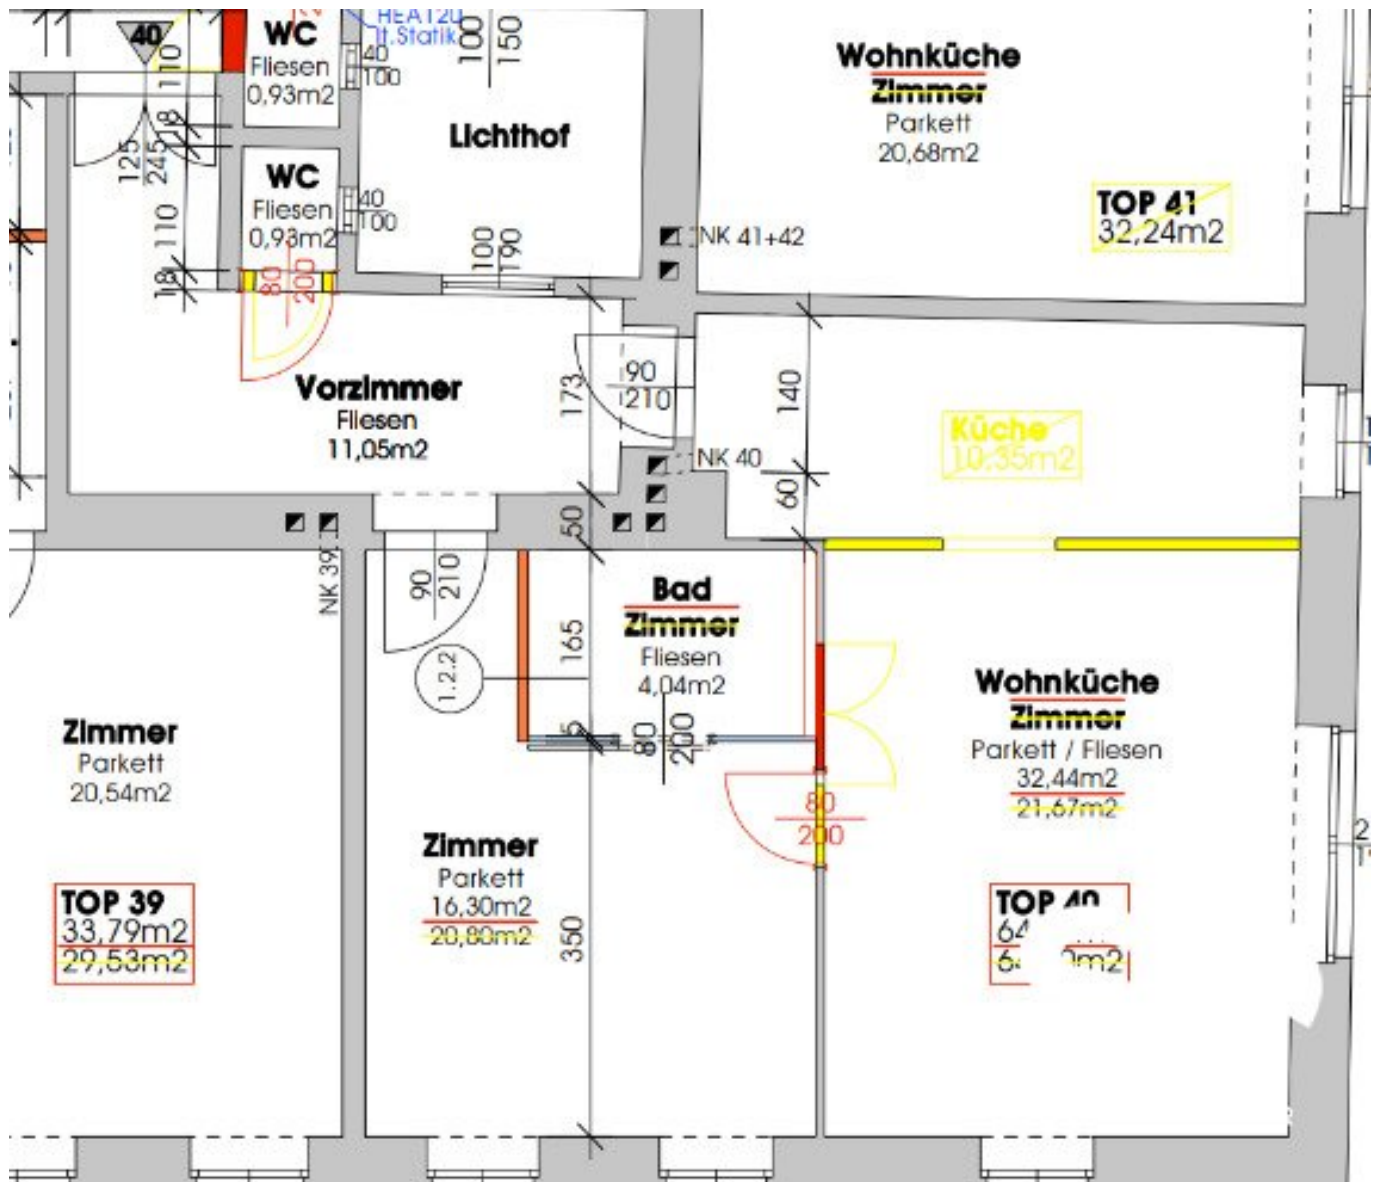 40
110
18
125
245
110
18
WC
Fliesen
0,93m2
HEA120
lt.Statik
40
100
100
150
Lichthof
WC
Fliesen
0,93m2
40
100
100
190
80
200
Wohnküche
Zimmer
Parkett
20,68m2
TOP 41
32,24m2
NK 41+42
Vorzimmer
Fliesen
11,05m2
173
90
210
140
Küche
10,35m2
NK 40
60
50
NK 39
90
210
Bad
Zimmer
Fliesen
4,04m2
165
1.2.2
5
80
200
Wohnküche
Zimmer
Parkett / Fliesen
32,44m2
21,67m2
80
200
Zimmer
Parkett
20,54m2
Zimmer
Parkett
16,30m2
20,80m2
350
TOP 39
33,79m2
29,53m2
TOP 40